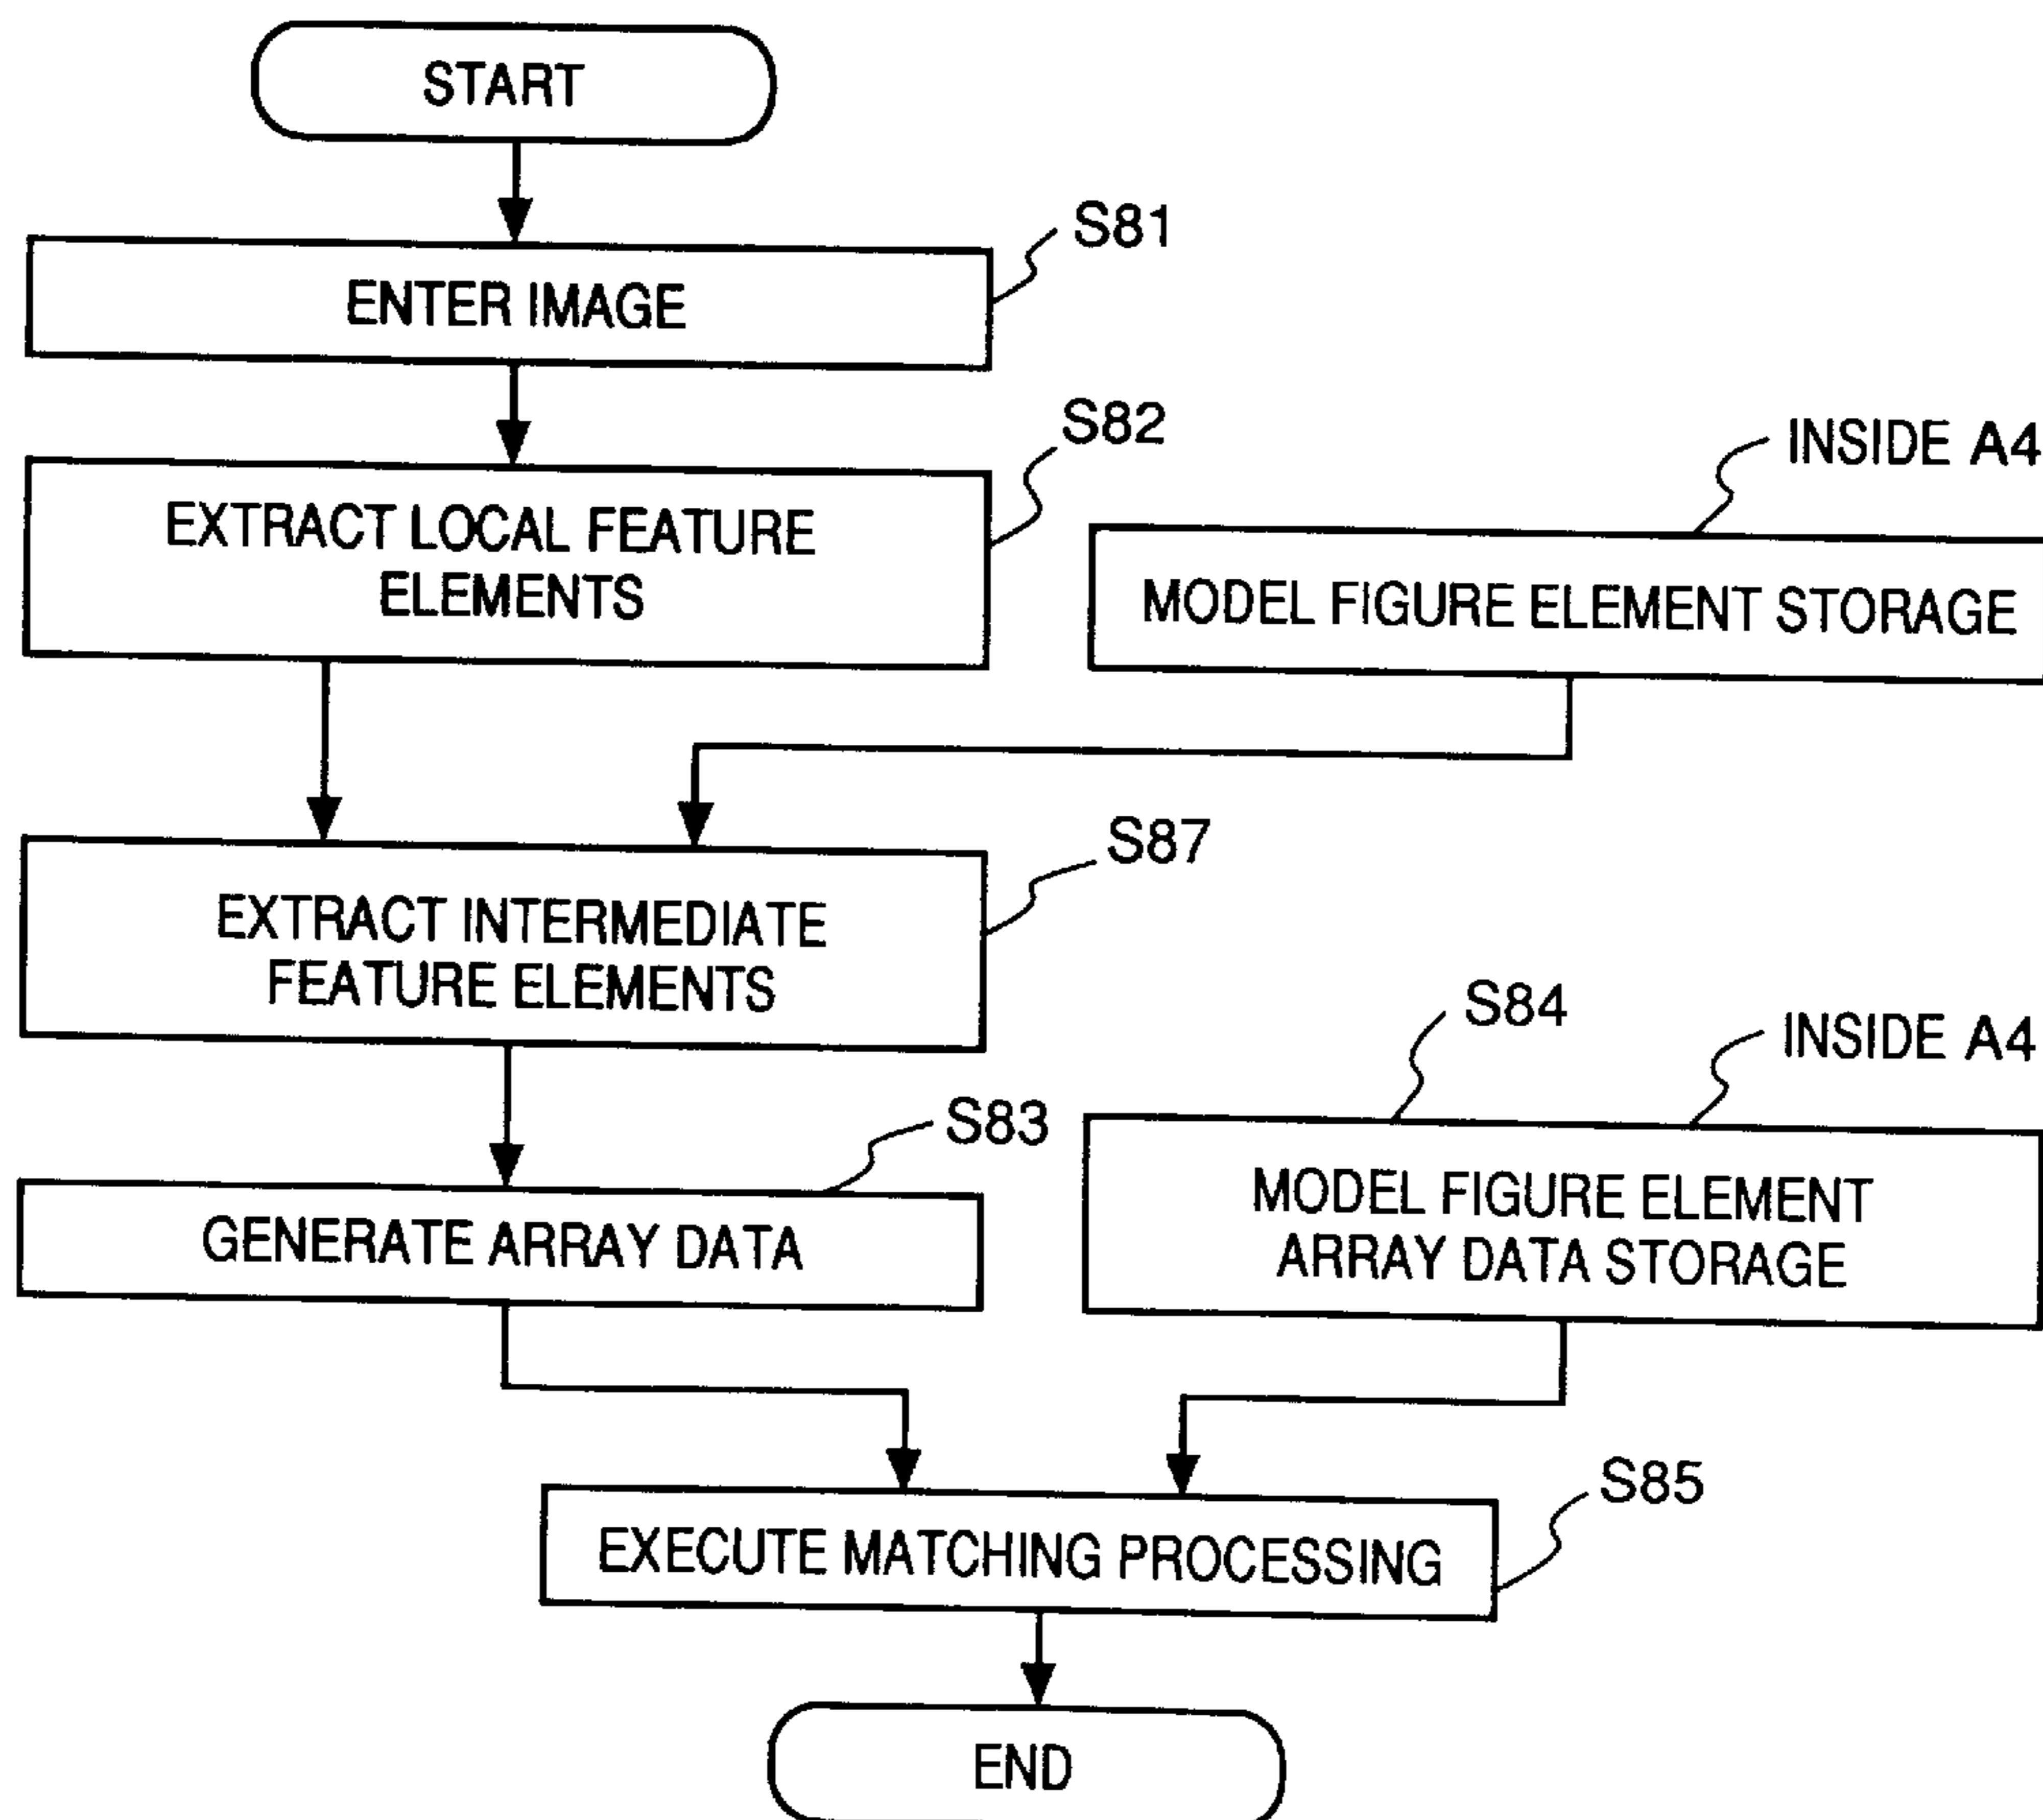 START
S81
ENTER IMAGE
S82
INSIDE A4
EXTRACT LOCAL FEATURE
ELEMENTS
MODEL FIGURE ELEMENT STORAGE
S87
EXTRACT INTERMEDIATE
FEATURE ELEMENTS
S84
INSIDE A4
S83
MODEL FIGURE ELEMENT
ARRAY DATA STORAGE
GENERATE ARRAY DATA
S85
EXECUTE MATCHING PROCESSING
END